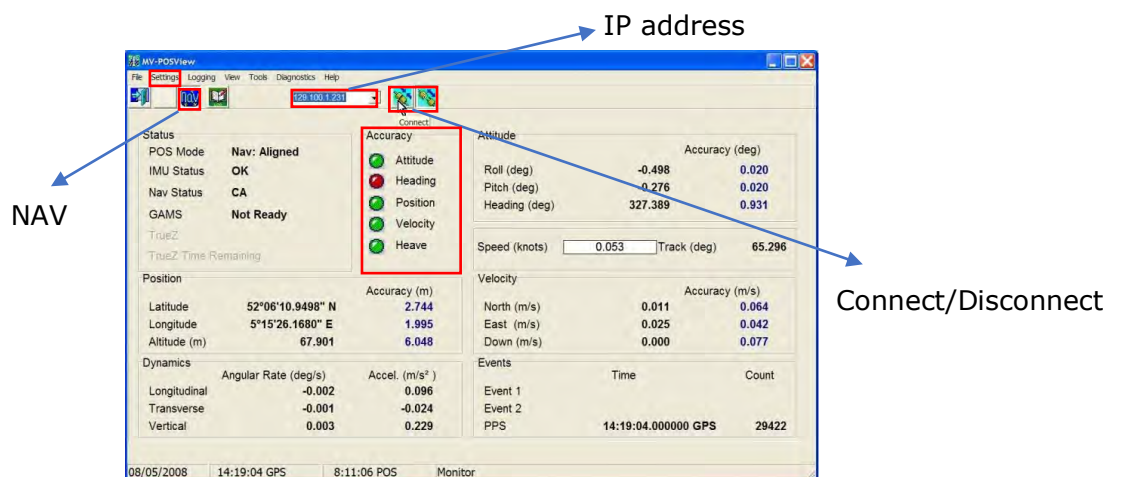 IP address
MV-POSView
File Settings Logging View Tools Diagnostics Help
nav 129.100.1.231
Connect
Status
POS Mode Nav: Aligned
IMU Status OK
Nav Status CA
GAMS Not Ready
TrueZ
TrueZ Time Remaining
Accuracy
Attitude
Heading
Position
Velocity
Heave
Attitude
Accuracy (deg)
Roll (deg) -0.498 0.020
Pitch (deg) -0.276 0.020
Heading (deg) 327.389 0.931
Speed (knots) 0.053 Track (deg) 65.296
NAV
Connect/Disconnect
Position
Accuracy (m)
Latitude 52°06'10.9498" N 2.744
Longitude 5°15'26.1680" E 1.995
Altitude (m) 67.901 6.048
Velocity
Accuracy (m/s)
North (m/s) 0.011 0.064
East (m/s) 0.025 0.042
Down (m/s) 0.000 0.077
Dynamics
Angular Rate (deg/s) Accel. (m/s²)
Longitudinal -0.002 0.096
Transverse -0.001 -0.024
Vertical 0.003 0.229
Events
Time Count
Event 1
Event 2
PPS 14:19:04.000000 GPS 29422
08/05/2008 14:19:04 GPS 8:11:06 POS Monitor